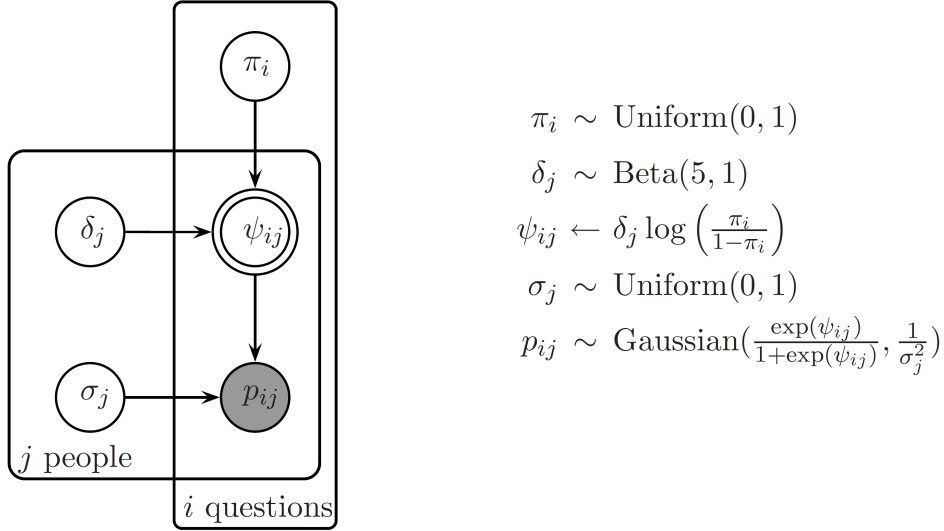 π_i
δ_j
ψ_ij
σ_j
p_ij
j people
i questions
π_i ∼ Uniform(0, 1)
δ_j ∼ Beta(5, 1)
ψ_ij ← δ_j log (π_i / 1−π_i)
σ_j ∼ Uniform(0, 1)
p_ij ∼ Gaussian(exp(ψ_ij) / 1+exp(ψ_ij), 1 / σ_j^2)